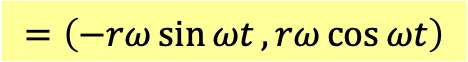 = (−rω sin ωt , rω cos ωt)